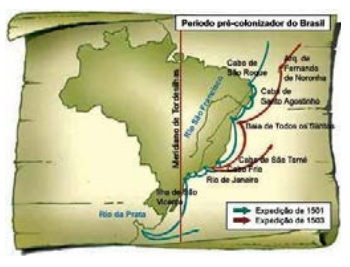 Período pré-colonizador do Brasil
Cabo de
São Roque
Arq. de
Fernando
de Noronha
Cabo de
Santo Agostinho
Rio São Francisco
Meridiano de Tordesilhas
Baía de Todos os Santos
Cabo de São Tomé
Cabo Frio
Rio de Janeiro
Ilha de São
Vicente
Rio da Prata
Expedição de 1501
Expedição de 1503